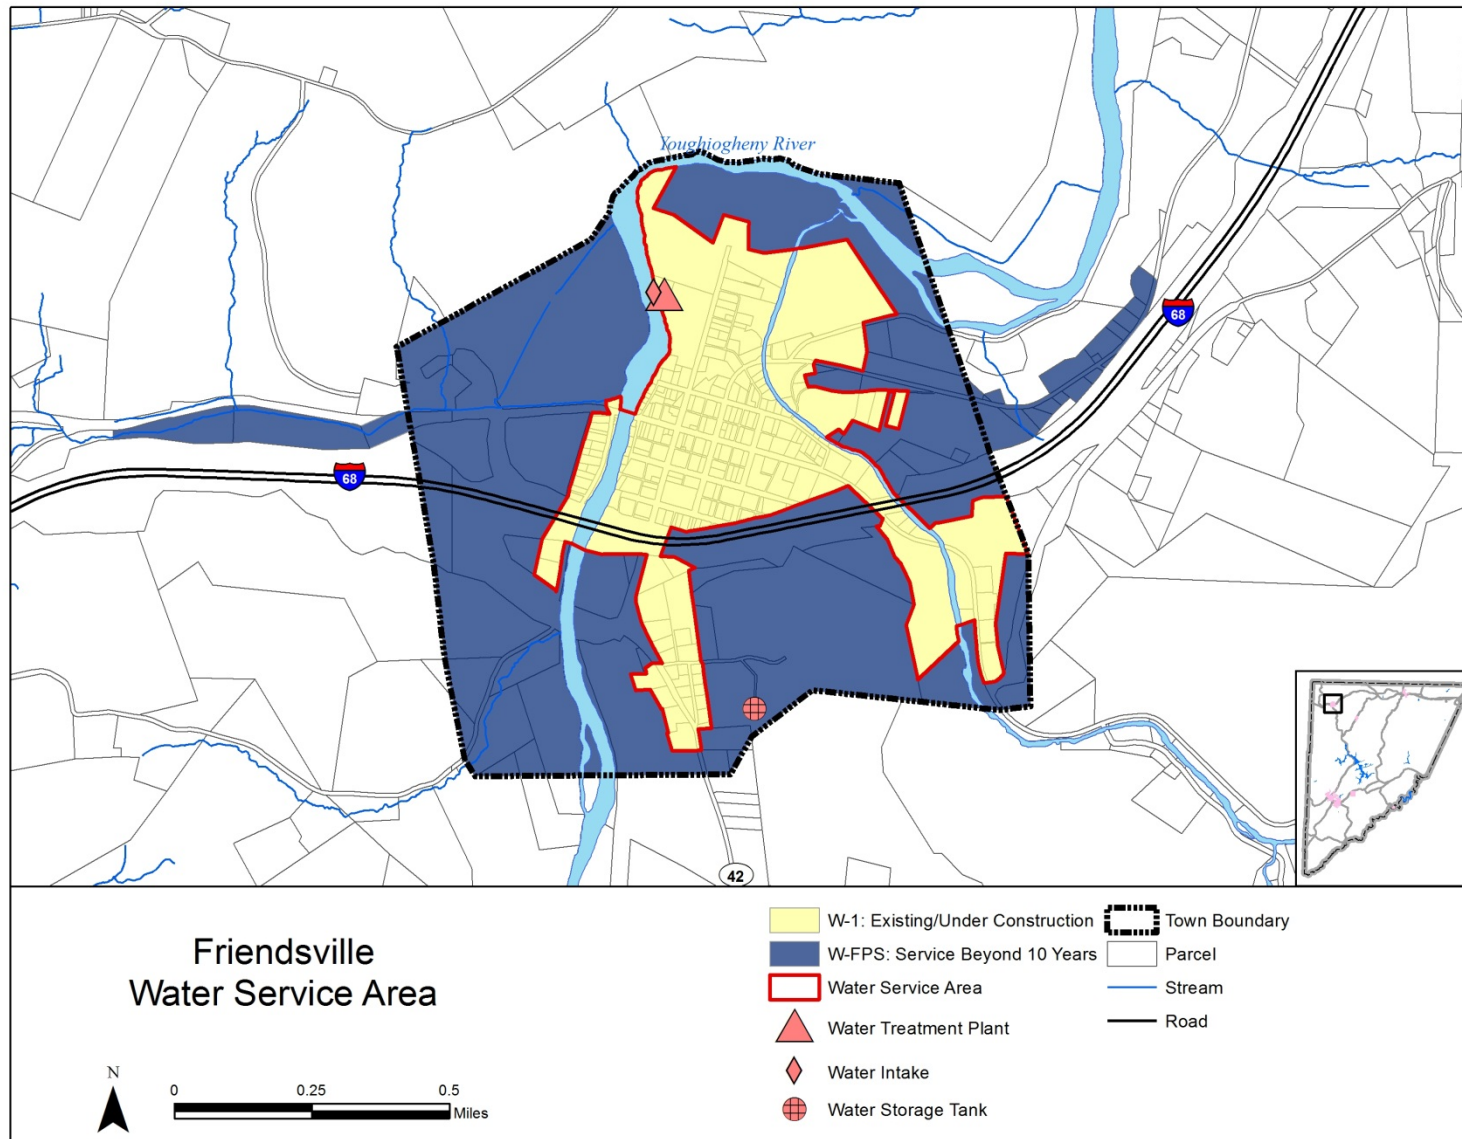 Youghiogheny River
68
68
42
Friendsville
Water Service Area
N
0 0.25 0.5
Miles
W-1: Existing/Under Construction
W-FPS: Service Beyond 10 Years
Water Service Area
Water Treatment Plant
Water Intake
Water Storage Tank
Town Boundary
Parcel
Stream
Road